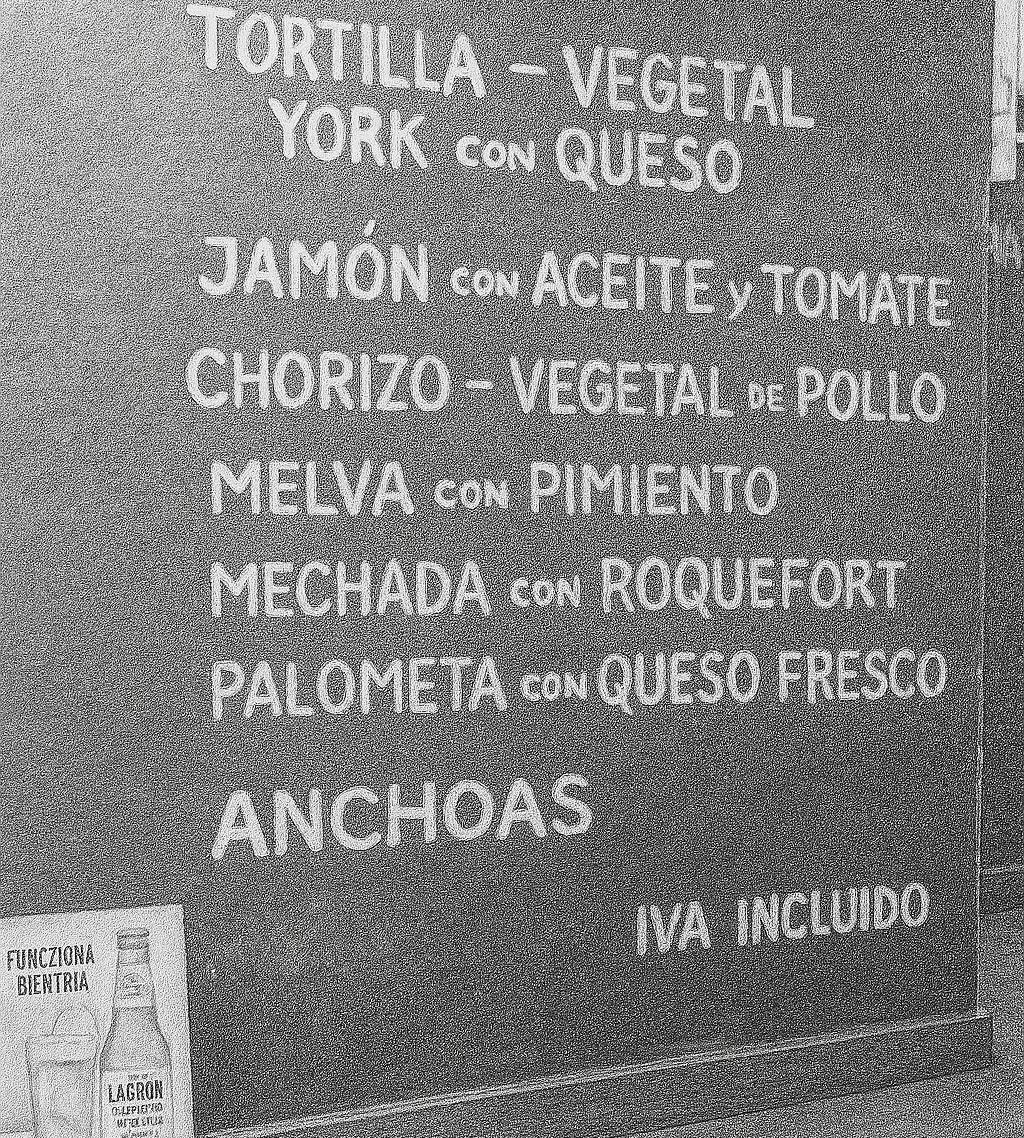 TORTILLA – VEGETAL
YORK CON QUESO
JAMÓN CON ACEITE y TOMATE
CHORIZO – VEGETAL DE POLLO
MELVA CON PIMIENTO
MECHADA CON ROQUEFORT
PALOMETA CON QUESO FRESCO
ANCHOAS
IVA INCLUIDO
FUNCZIONA
BIENTRIA
LAGRON